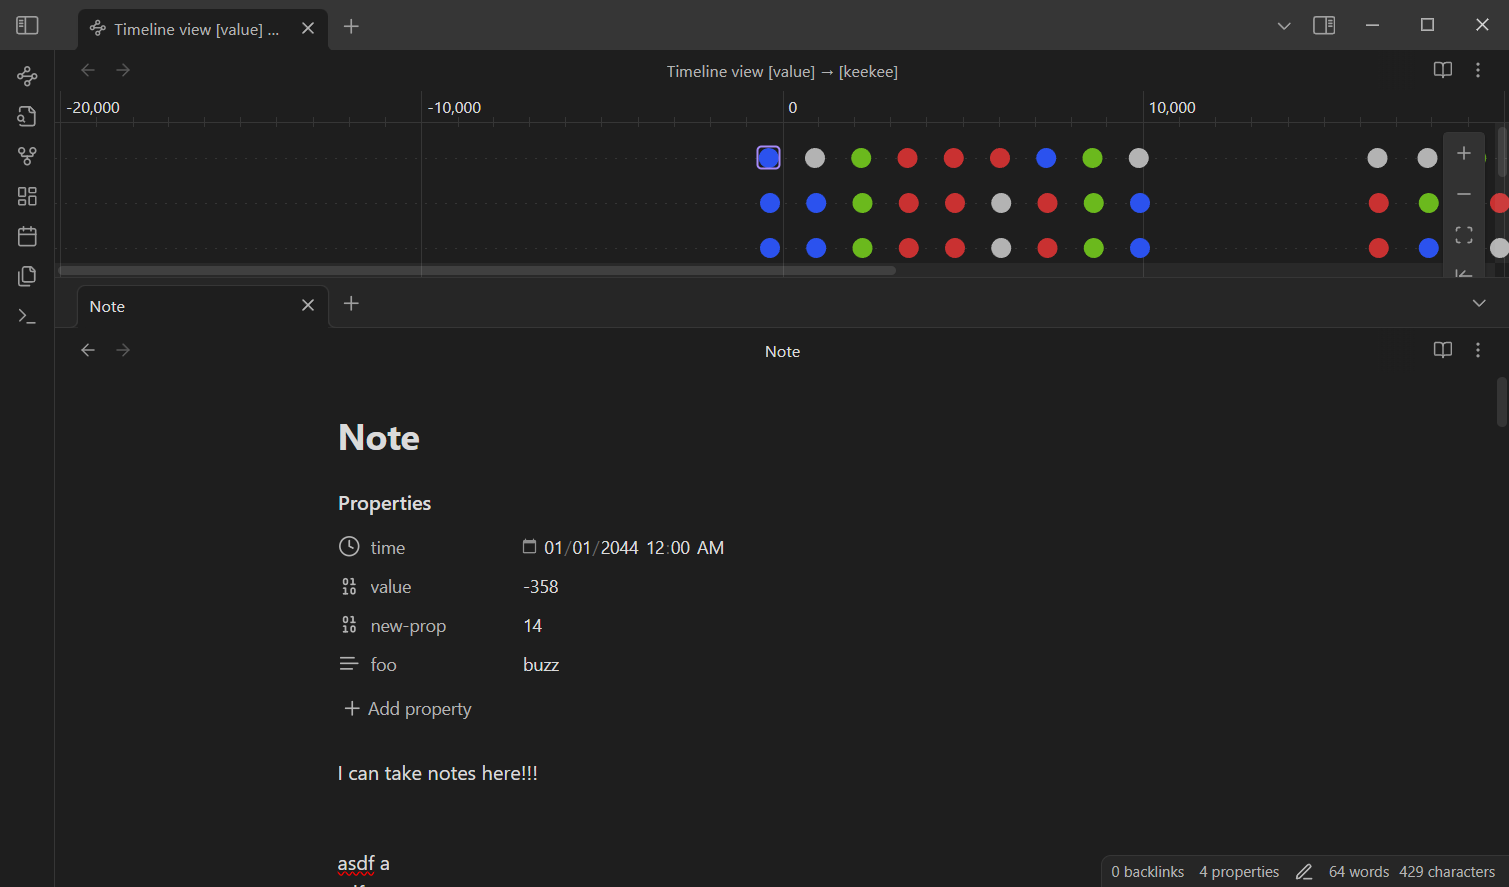 Timeline view [value] ...
Timeline view [value] → [keekee]
-20,000
-10,000
0
10,000
Note
Note
Note
Properties
time
01/01/2044 12:00 AM
value
-358
new-prop
14
foo
buzz
Add property
I can take notes here!!!
asdf a
0 backlinks
4 properties
64 words
429 characters